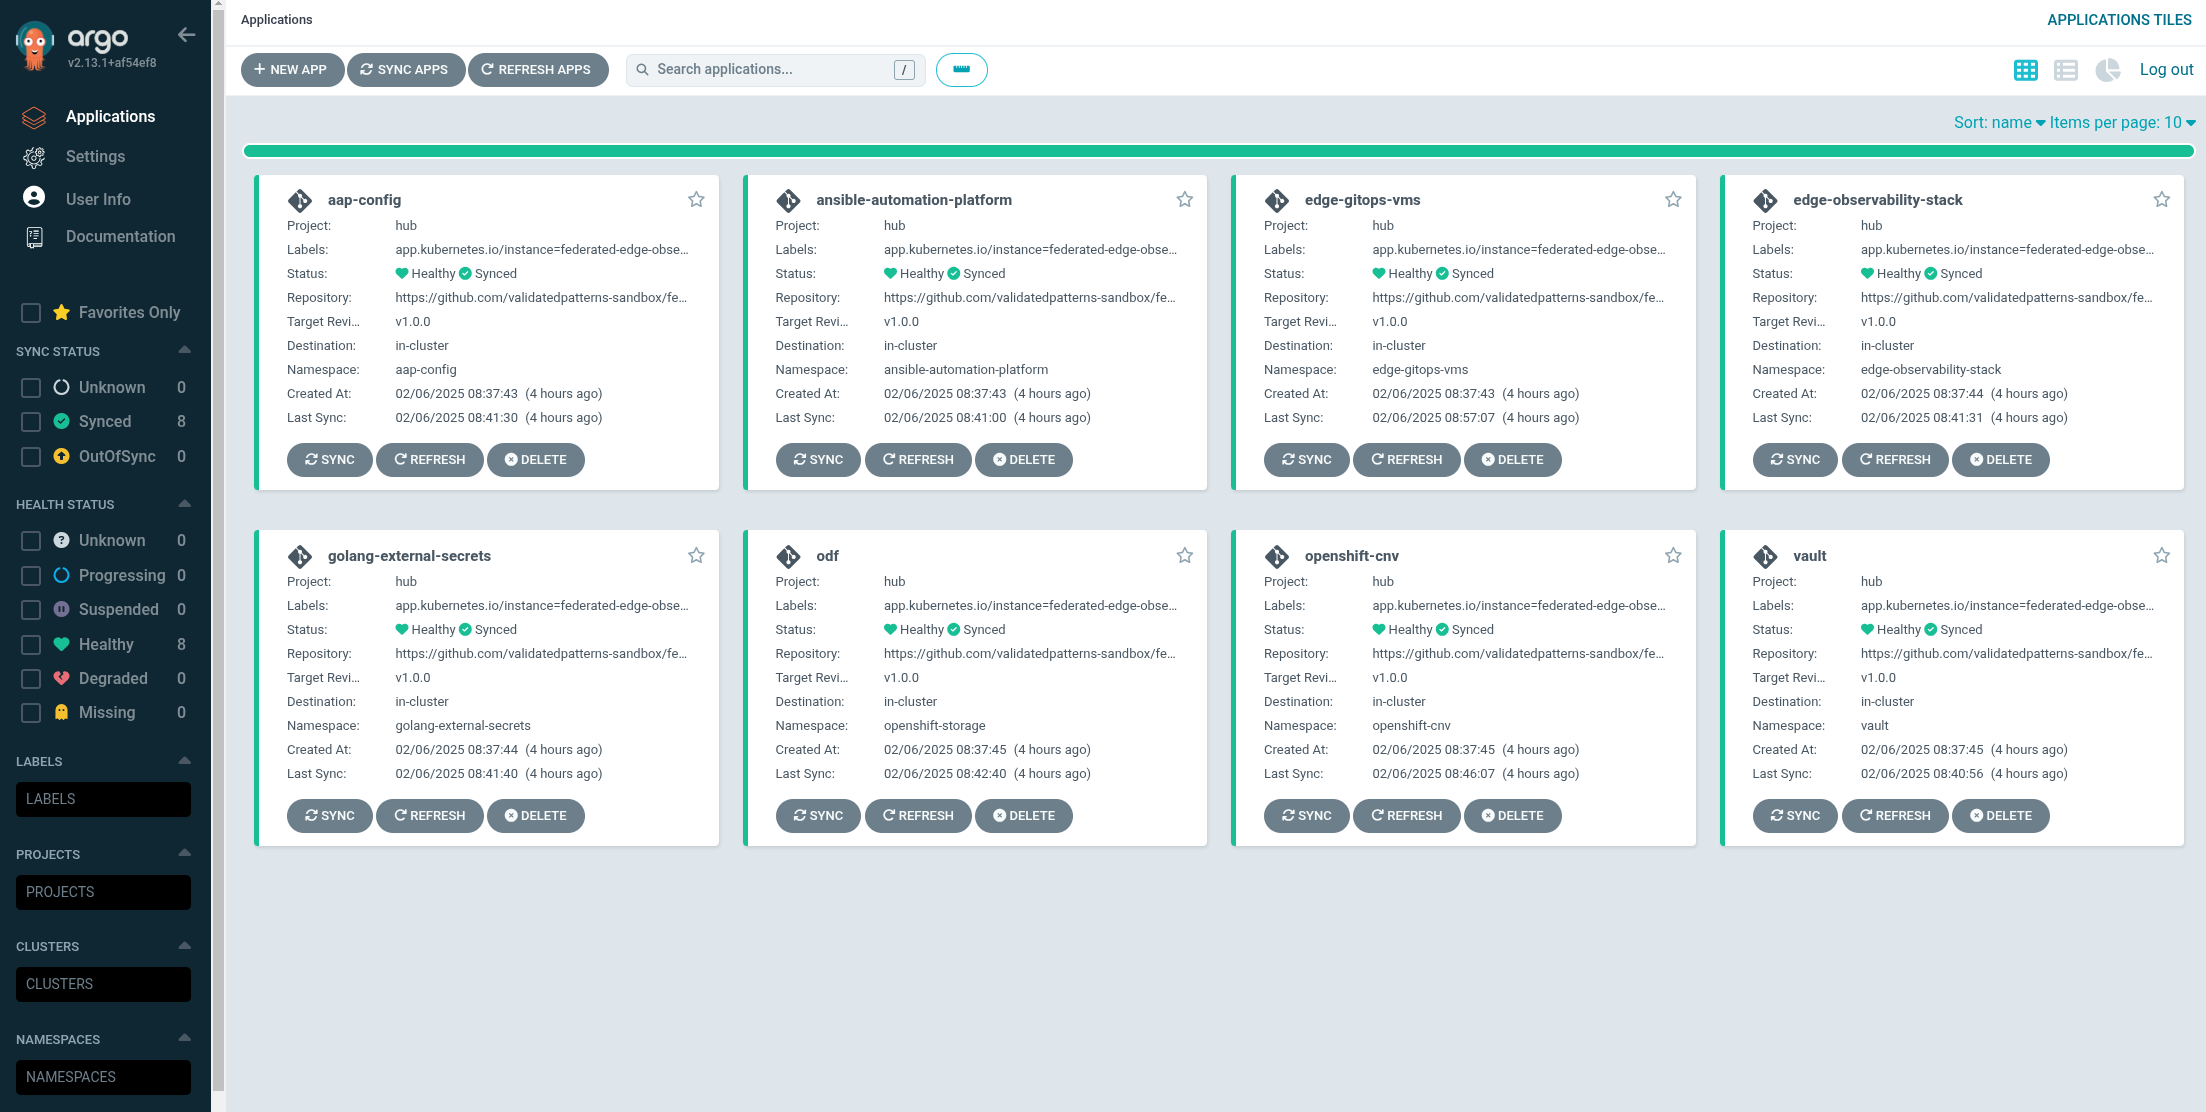 argo
v2.13.1+af54ef8
Applications
Settings
User Info
Documentation
Favorites Only
SYNC STATUS
Unknown 0
Synced 8
OutOfSync 0
HEALTH STATUS
Unknown 0
Progressing 0
Suspended 0
Healthy 8
Degraded 0
Missing 0
LABELS
LABELS
PROJECTS
PROJECTS
CLUSTERS
CLUSTERS
NAMESPACES
NAMESPACES
Applications
APPLICATIONS TILES
NEW APP SYNC APPS REFRESH APPS Search applications... / Log out
Sort: name Items per page: 10
aap-config
Project: hub
Labels: app.kubernetes.io/instance=federated-edge-obse...
Status: Healthy Synced
Repository: https://github.com/validatedpatterns-sandbox/fe...
Target Revi... v1.0.0
Destination: in-cluster
Namespace: aap-config
Created At: 02/06/2025 08:37:43 (4 hours ago)
Last Sync: 02/06/2025 08:41:30 (4 hours ago)
SYNC REFRESH DELETE
ansible-automation-platform
Project: hub
Labels: app.kubernetes.io/instance=federated-edge-obse...
Status: Healthy Synced
Repository: https://github.com/validatedpatterns-sandbox/fe...
Target Revi... v1.0.0
Destination: in-cluster
Namespace: ansible-automation-platform
Created At: 02/06/2025 08:37:43 (4 hours ago)
Last Sync: 02/06/2025 08:41:00 (4 hours ago)
SYNC REFRESH DELETE
edge-gitops-vms
Project: hub
Labels: app.kubernetes.io/instance=federated-edge-obse...
Status: Healthy Synced
Repository: https://github.com/validatedpatterns-sandbox/fe...
Target Revi... v1.0.0
Destination: in-cluster
Namespace: edge-gitops-vms
Created At: 02/06/2025 08:37:43 (4 hours ago)
Last Sync: 02/06/2025 08:57:07 (4 hours ago)
SYNC REFRESH DELETE
edge-observability-stack
Project: hub
Labels: app.kubernetes.io/instance=federated-edge-obse...
Status: Healthy Synced
Repository: https://github.com/validatedpatterns-sandbox/fe...
Target Revi... v1.0.0
Destination: in-cluster
Namespace: edge-observability-stack
Created At: 02/06/2025 08:37:44 (4 hours ago)
Last Sync: 02/06/2025 08:41:31 (4 hours ago)
SYNC REFRESH DELETE
golang-external-secrets
Project: hub
Labels: app.kubernetes.io/instance=federated-edge-obse...
Status: Healthy Synced
Repository: https://github.com/validatedpatterns-sandbox/fe...
Target Revi... v1.0.0
Destination: in-cluster
Namespace: golang-external-secrets
Created At: 02/06/2025 08:37:44 (4 hours ago)
Last Sync: 02/06/2025 08:41:40 (4 hours ago)
SYNC REFRESH DELETE
odf
Project: hub
Labels: app.kubernetes.io/instance=federated-edge-obse...
Status: Healthy Synced
Repository: https://github.com/validatedpatterns-sandbox/fe...
Target Revi... v1.0.0
Destination: in-cluster
Namespace: openshift-storage
Created At: 02/06/2025 08:37:45 (4 hours ago)
Last Sync: 02/06/2025 08:42:40 (4 hours ago)
SYNC REFRESH DELETE
openshift-cnv
Project: hub
Labels: app.kubernetes.io/instance=federated-edge-obse...
Status: Healthy Synced
Repository: https://github.com/validatedpatterns-sandbox/fe...
Target Revi... v1.0.0
Destination: in-cluster
Namespace: openshift-cnv
Created At: 02/06/2025 08:37:45 (4 hours ago)
Last Sync: 02/06/2025 08:46:07 (4 hours ago)
SYNC REFRESH DELETE
vault
Project: hub
Labels: app.kubernetes.io/instance=federated-edge-obse...
Status: Healthy Synced
Repository: https://github.com/validatedpatterns-sandbox/fe...
Target Revi... v1.0.0
Destination: in-cluster
Namespace: vault
Created At: 02/06/2025 08:37:45 (4 hours ago)
Last Sync: 02/06/2025 08:40:56 (4 hours ago)
SYNC REFRESH DELETE